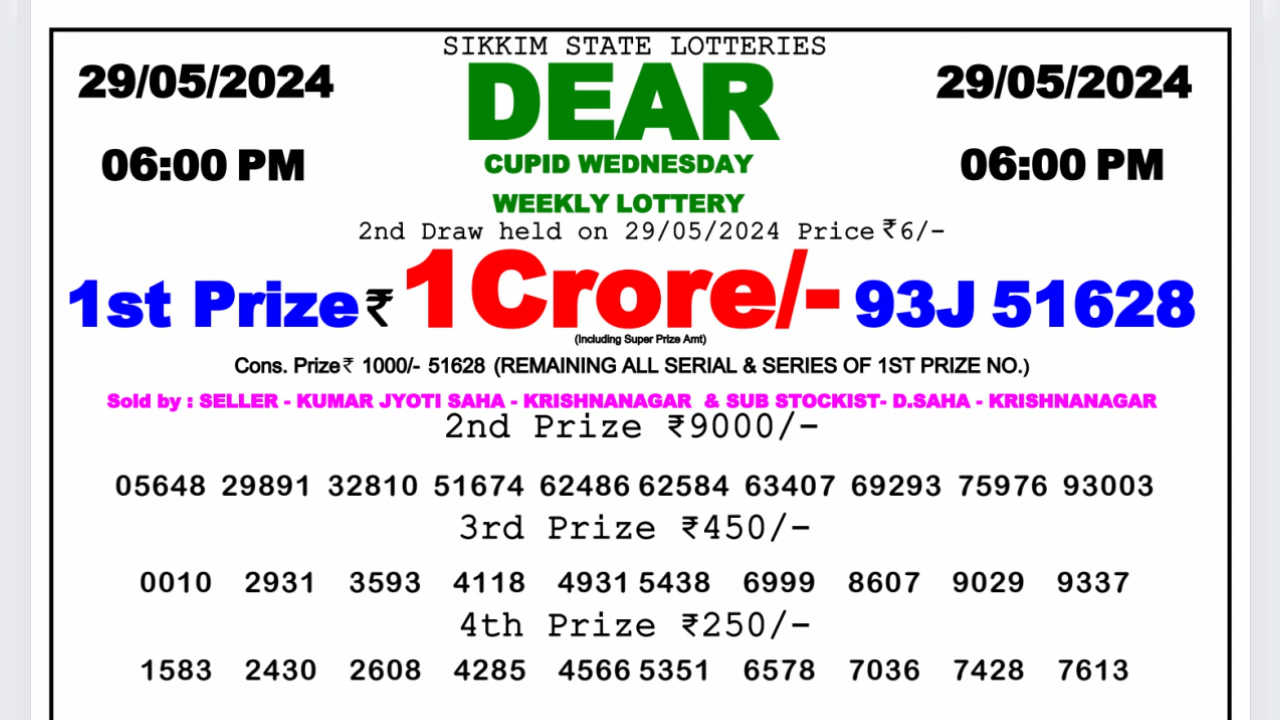 SIKKIM STATE LOTTERIES
29/05/2024 DEAR 29/05/2024
06:00 PM CUPID WEDNESDAY 06:00 PM
WEEKLY LOTTERY
2nd Draw held on 29/05/2024 Price ₹6/-
1st Prize ₹ 1Crore/- 93J 51628
(Including Super Prize Amt)
Cons. Prize ₹ 1000/- 51628 (REMAINING ALL SERIAL & SERIES OF 1ST PRIZE NO.)
Sold by : SELLER - KUMAR JYOTI SAHA - KRISHNANAGAR & SUB STOCKIST- D.SAHA - KRISHNANAGAR
2nd Prize ₹9000/-
05648 29891 32810 51674 62486 62584 63407 69293 75976 93003
3rd Prize ₹450/-
0010 2931 3593 4118 4931 5438 6999 8607 9029 9337
4th Prize ₹250/-
1583 2430 2608 4285 4566 5351 6578 7036 7428 7613